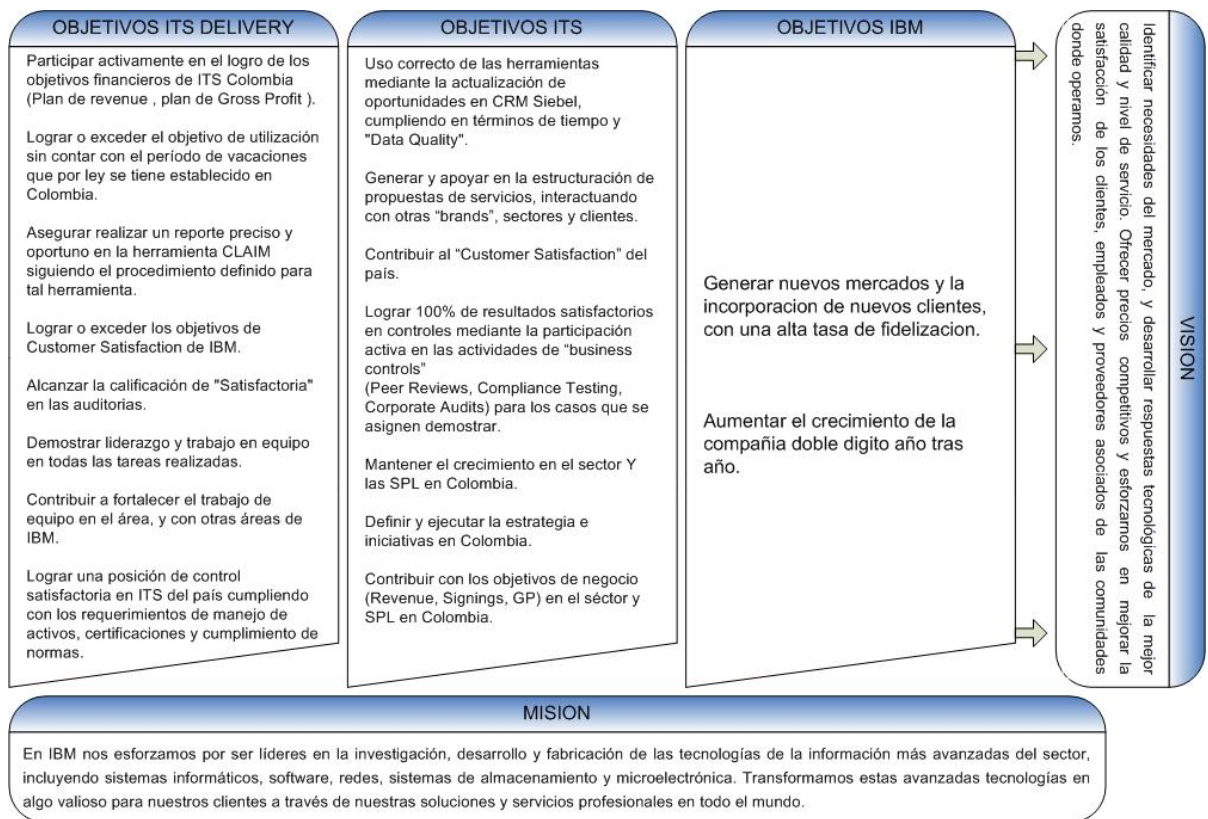 OBJETIVOS ITS DELIVERY
Participar activamente en el logro de los
objetivos financieros de ITS Colombia
(Plan de revenue , plan de Gross Profit ).
Lograr o exceder el objetivo de utilización
sin contar con el período de vacaciones
que por ley se tiene establecido en
Colombia.
Asegurar realizar un reporte preciso y
oportuno en la herramienta CLAIM
siguiendo el procedimiento definido para
tal herramienta.
Lograr o exceder los objetivos de
Customer Satisfaction de IBM.
Alcanzar la calificación de "Satisfactoria"
en las auditorias.
Demostrar liderazgo y trabajo en equipo
en todas las tareas realizadas.
Contribuir a fortalecer el trabajo de
equipo en el área, y con otras áreas de
IBM.
Lograr una posición de control
satisfactoria en ITS del país cumpliendo
con los requerimientos de manejo de
activos, certificaciones y cumplimiento de
normas.
OBJETIVOS ITS
Uso correcto de las herramientas
mediante la actualización de
oportunidades en CRM Siebel,
cumpliendo en términos de tiempo y
"Data Quality".
Generar y apoyar en la estructuración de
propuestas de servicios, interactuando
con otras “brands”, sectores y clientes.
Contribuir al “Customer Satisfaction” del
país.
Lograr 100% de resultados satisfactorios
en controles mediante la participación
activa en las actividades de “business
controls”
(Peer Reviews, Compliance Testing,
Corporate Audits) para los casos que se
asignen demostrar.
Mantener el crecimiento en el sector Y
las SPL en Colombia.
Definir y ejecutar la estrategia e
iniciativas en Colombia.
Contribuir con los objetivos de negocio
(Revenue, Signings, GP) en el séctor y
SPL en Colombia.
OBJETIVOS IBM
Generar nuevos mercados y la
incorporacion de nuevos clientes,
con una alta tasa de fidelizacion.
Aumentar el crecimiento de la
compañia doble digito año tras
año.
VISION
Identificar necesidades del mercado, y desarrollar respuestas tecnológicas de la mejor
calidad y nivel de servicio. Ofrecer precios competitivos y esforzarnos en mejorar la
satisfacción de los clientes, empleados y proveedores asociados de las comunidades
donde operamos.
MISION
En IBM nos esforzamos por ser líderes en la investigación, desarrollo y fabricación de las tecnologías de la información más avanzadas del sector,
incluyendo sistemas informáticos, software, redes, sistemas de almacenamiento y microelectrónica. Transformamos estas avanzadas tecnologías en
algo valioso para nuestros clientes a través de nuestras soluciones y servicios profesionales en todo el mundo.